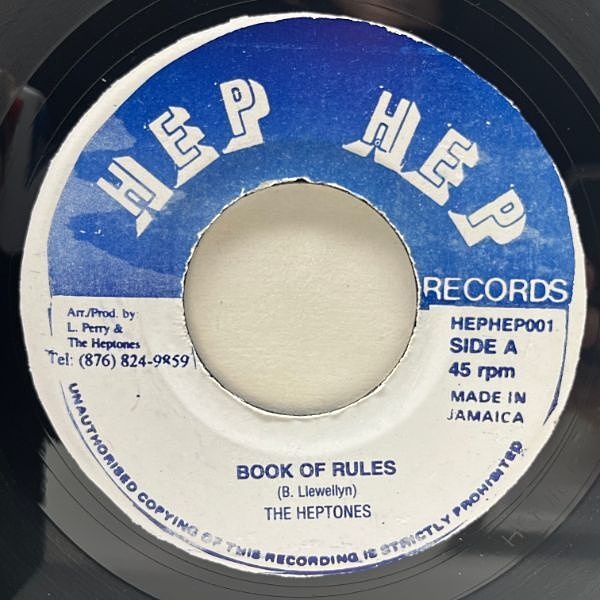 HEP HEP
RECORDS
Arr./Prod. by:
L. Perry &
The Heptones
Tel: (876) 824-9859
HEPHEP001
SIDE A
45 rpm
MADE IN
JAMAICA
BOOK OF RULES
(B. Llewellyn)
THE HEPTONES
UNAUTHORISED COPYING OF THIS RECORDING IS STRICTLY PROHIBITED